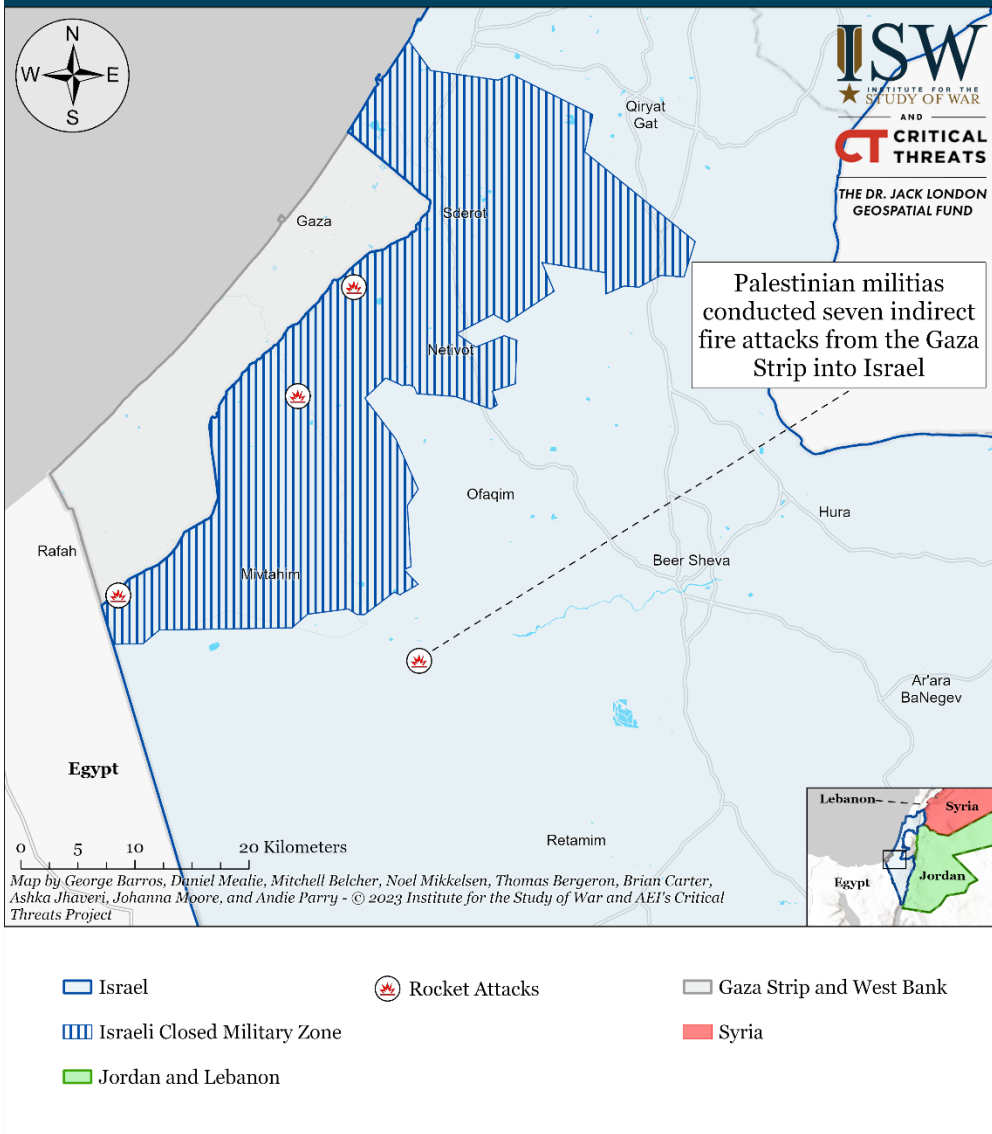 N
W E
S
ISW
INSTITUTE FOR THE
STUDY OF WAR
AND
CT CRITICAL
THREATS
THE DR. JACK LONDON
GEOSPATIAL FUND
Qiryat
Gat
Gaza
Sderot
Palestinian militias
conducted seven indirect
fire attacks from the Gaza
Strip into Israel
Netivot
Ofaqim
Hura
Rafah
Beer Sheva
Mivtahim
Ar'ara
BaNegev
Egypt
Retamim
0 5 10 20 Kilometers
Map by George Barros, Daniel Mealie, Mitchell Belcher, Noel Mikkelsen, Thomas Bergeron, Brian Carter,
Ashka Jhaveri, Johanna Moore, and Andie Parry - © 2023 Institute for the Study of War and AEI's Critical
Threats Project
Lebanon
Syria
Egypt
Jordan
Israel
Rocket Attacks
Gaza Strip and West Bank
Israeli Closed Military Zone
Syria
Jordan and Lebanon